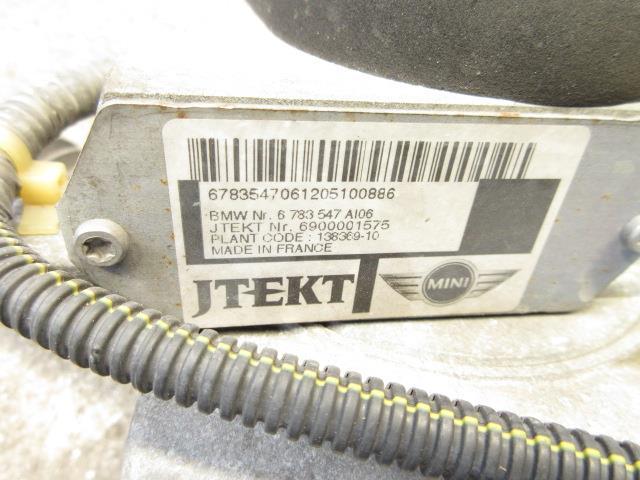 6783547061205100886
BMW Nr. 6 783 547 AI06
JTEKT Nr. 6900001575
PLANT CODE : 138369-10
MADE IN FRANCE
JTEKT
MINI